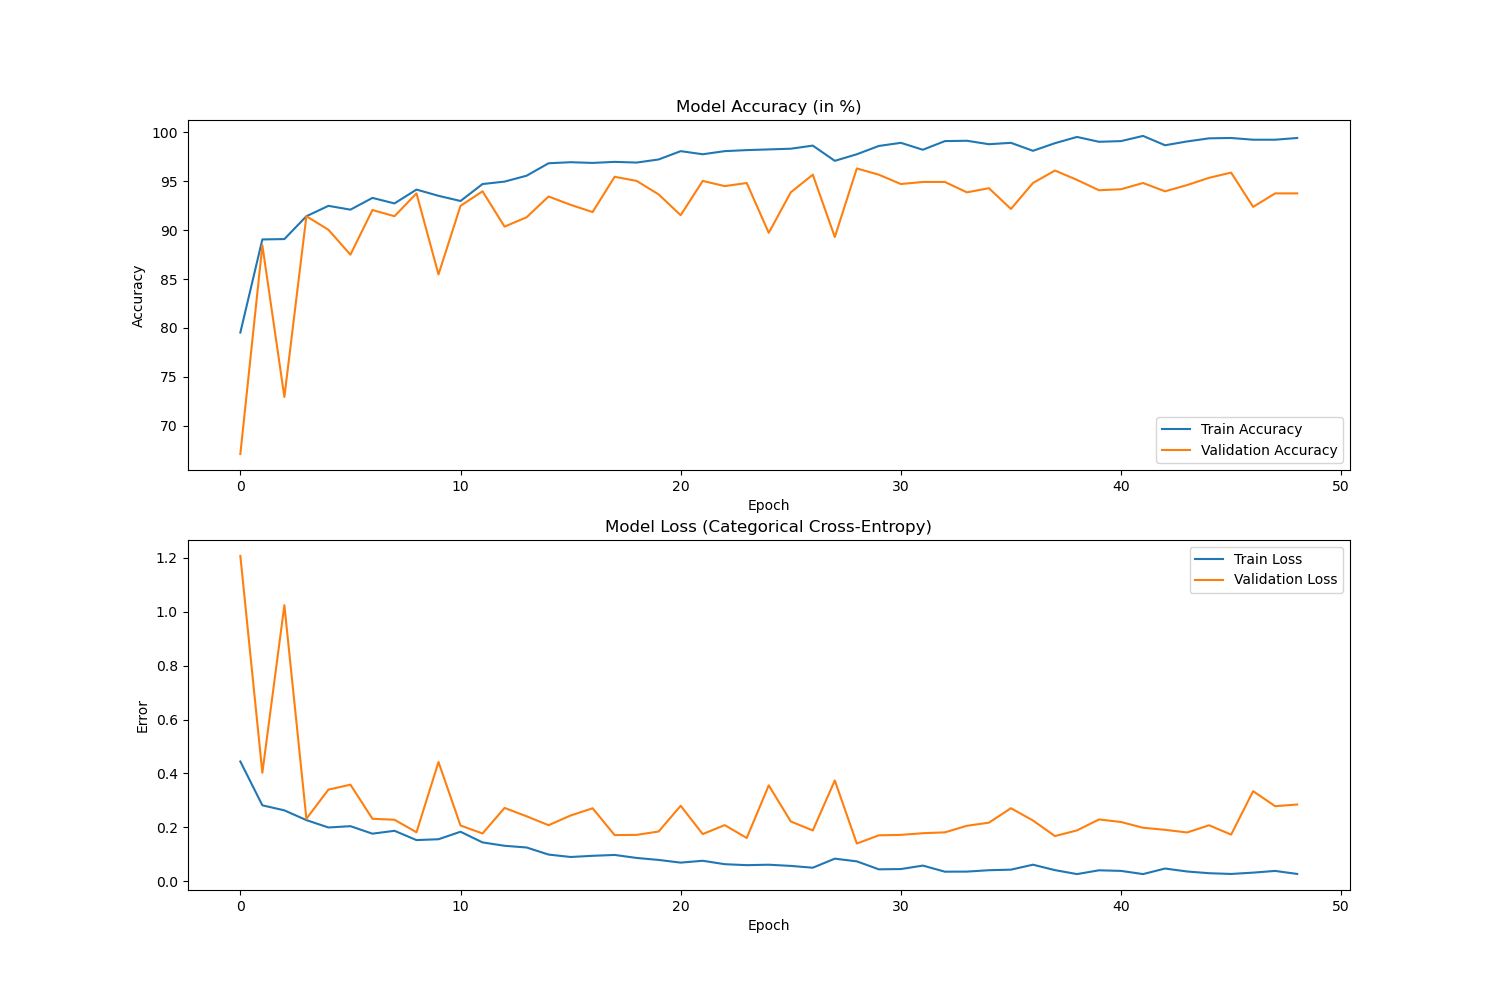 Model Accuracy (in %)
100
95
90
85
80
75
70
Accuracy
Train Accuracy
Validation Accuracy
0 10 20 30 40 50
Epoch
Model Loss (Categorical Cross-Entropy)
1.2
1.0
0.8
0.6
0.4
0.2
0.0
Error
Train Loss
Validation Loss
0 10 20 30 40 50
Epoch